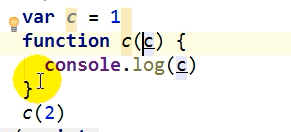 var c = 1
function c(c) {
console.log(c)
}
c(2)